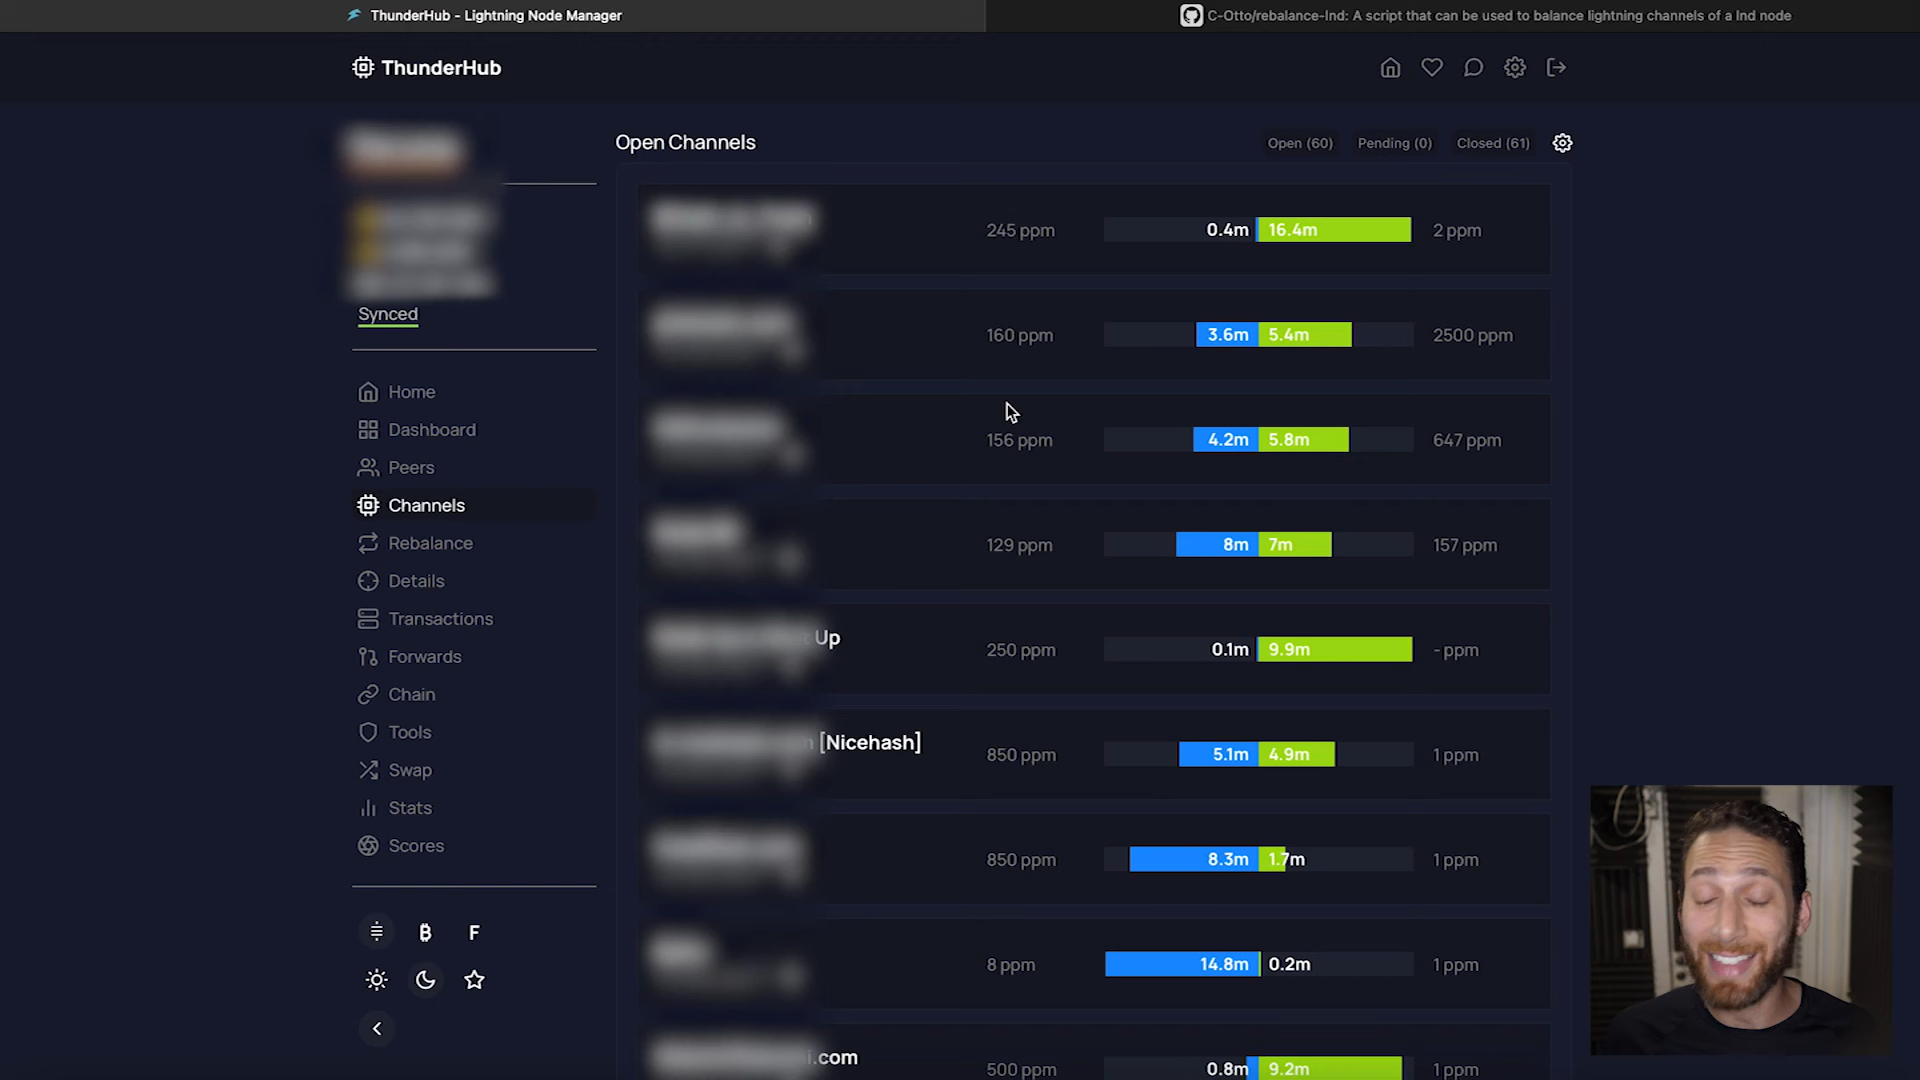 ThunderHub - Lightning Node Manager
C-Otto/rebalance-lnd: A script that can be used to balance lightning channels of a lnd node
ThunderHub
Open Channels
Open (60)
Pending (0)
Closed (61)
Synced
Home
Dashboard
Peers
Channels
Rebalance
Details
Transactions
Forwards
Chain
Tools
Swap
Stats
Scores
₿ F
245 ppm 0.4m 16.4m 2 ppm
160 ppm 3.6m 5.4m 2500 ppm
156 ppm 4.2m 5.8m 647 ppm
129 ppm 8m 7m 157 ppm
Up
250 ppm 0.1m 9.9m - ppm
[Nicehash]
850 ppm 5.1m 4.9m 1 ppm
850 ppm 8.3m 1.7m 1 ppm
8 ppm 14.8m 0.2m 1 ppm
.com
500 ppm 0.8m 9.2m 1 ppm